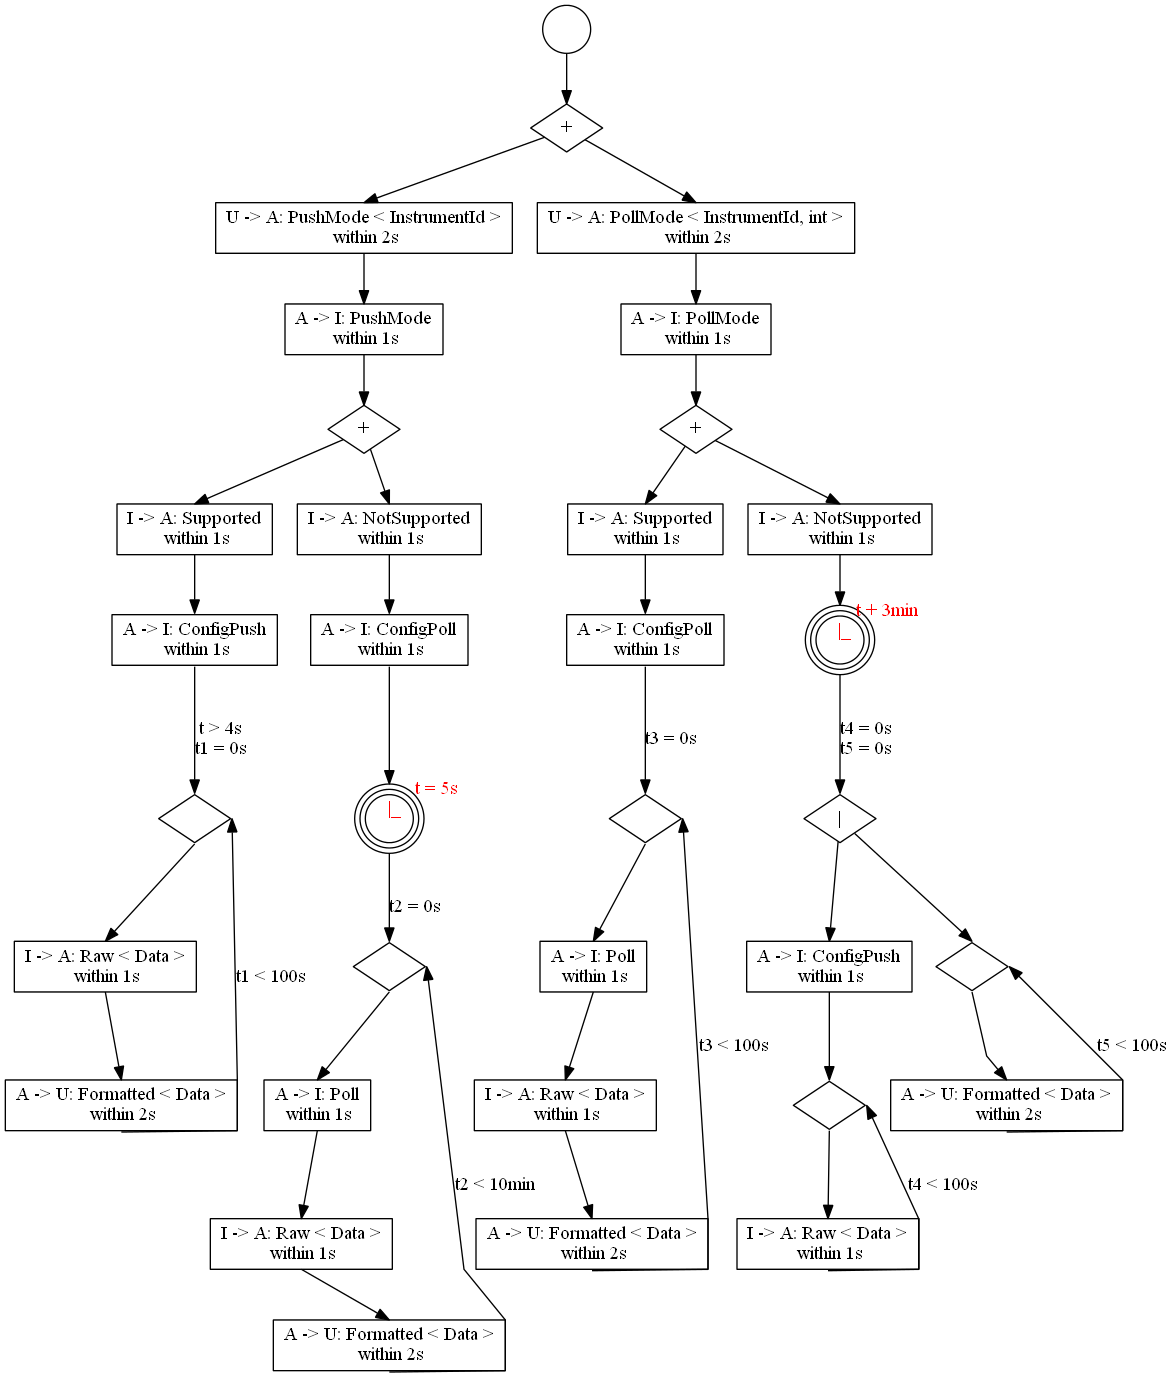 +
U -> A: PushMode < InstrumentId >
within 2s
U -> A: PollMode < InstrumentId, int >
within 2s
A -> I: PushMode
within 1s
A -> I: PollMode
within 1s
+
+
I -> A: Supported
within 1s
I -> A: NotSupported
within 1s
I -> A: Supported
within 1s
I -> A: NotSupported
within 1s
A -> I: ConfigPush
within 1s
A -> I: ConfigPoll
within 1s
A -> I: ConfigPoll
within 1s
t + 3min
t > 4s
t1 = 0s
t3 = 0s
t4 = 0s
t5 = 0s
t = 5s
|
t2 = 0s
I -> A: Raw < Data >
within 1s
t1 < 100s
A -> I: Poll
within 1s
A -> I: ConfigPush
within 1s
t3 < 100s
t5 < 100s
A -> U: Formatted < Data >
within 2s
A -> I: Poll
within 1s
I -> A: Raw < Data >
within 1s
A -> U: Formatted < Data >
within 2s
t2 < 10min
t4 < 100s
I -> A: Raw < Data >
within 1s
A -> U: Formatted < Data >
within 2s
I -> A: Raw < Data >
within 1s
A -> U: Formatted < Data >
within 2s